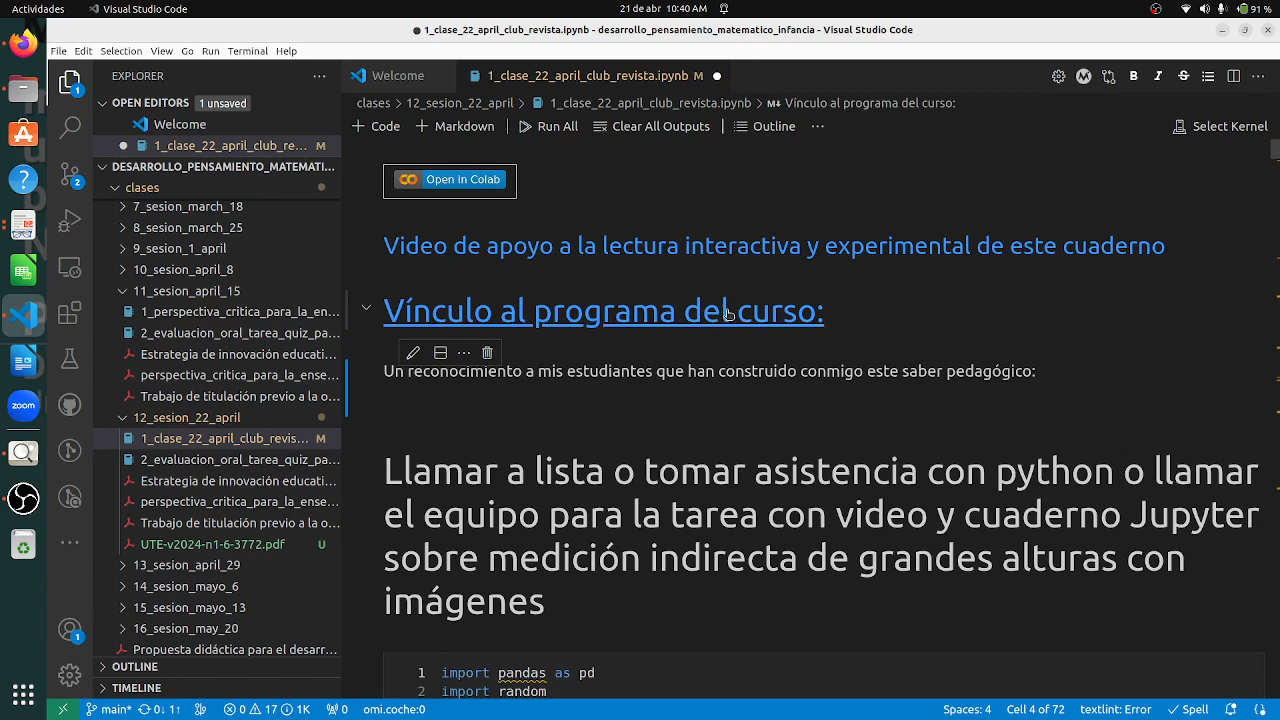 Actividades
Visual Studio Code
21 de abr 10:40 AM
91 %
1_clase_22_april_club_revista.ipynb - desarrollo_pensamiento_matematico_infancia - Visual Studio Code
File Edit Selection View Go Run Terminal Help
EXPLORER
Welcome
1_clase_22_april_club_revista.ipynb M
OPEN EDITORS 1 unsaved
Welcome
1_clase_22_april_club_re... M
DESARROLLO_PENSAMIENTO_MATEMATI...
clases
7_sesion_march_18
8_sesion_march_25
9_sesion_1_april
10_sesion_april_8
11_sesion_april_15
1_perspectiva_critica_para_la_en...
2_evaluacion_oral_tarea_quiz_pa...
Estrategia de innovación educati...
perspectiva_critica_para_la_ense...
Trabajo de titulación previo a la o...
12_sesion_22_april
1_clase_22_april_club_revis... M
2_evaluacion_oral_tarea_quiz_pa...
Estrategia de innovación educati...
perspectiva_critica_para_la_ense...
Trabajo de titulación previo a la o...
UTE-v2024-n1-6-3772.pdf U
13_sesion_april_29
14_sesion_mayo_6
15_sesion_mayo_13
16_sesion_may_20
Propuesta didáctica para el desarr...
OUTLINE
TIMELINE
clases > 12_sesion_22_april > 1_clase_22_april_club_revista.ipynb > Vínculo al programa del curso:
+ Code + Markdown Run All Clear All Outputs Outline ... Select Kernel
Open in Colab
Video de apoyo a la lectura interactiva y experimental de este cuaderno
Vínculo al programa del curso:
Un reconocimiento a mis estudiantes que han construido conmigo este saber pedagógico:
Llamar a lista o tomar asistencia con python o llamar
el equipo para la tarea con video y cuaderno Jupyter
sobre medición indirecta de grandes alturas con
imágenes
1 import pandas as pd
2 import random
zoom
1
2
1
main* 0↓ 1↑ 0 17 1K 0 omi.coche:0
Spaces: 4 Cell 4 of 72 textlint: Error Spell